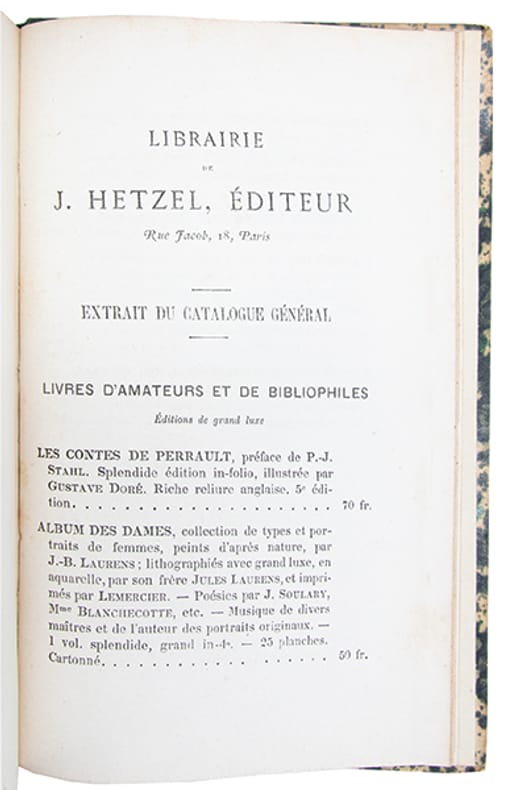 LIBRAIRIE
DE
J. HETZEL, ÉDITEUR
Rue Jacob, 18, Paris
EXTRAIT DU CATALOGUE GÉNÉRAL
LIVRES D'AMATEURS ET DE BIBLIOPHILES
Éditions de grand luxe
LES CONTES DE PERRAULT, préface de P.-J.
STAHL. Splendide édition in-folio, illustrée par
GUSTAVE DORÉ. Riche reliure anglaise. 5e édi-
tion. . . . . . . . . . . . . . . . . . . . . . 70 fr.
ALBUM DES DAMES, collection de types et por-
traits de femmes, peints d'après nature, par
J.-B. LAURENS; lithographiés avec grand luxe, en
aquarelle, par son frère JULES LAURENS, et impri-
més par LEMERCIER. — Poésies par J. SOULARY,
Mme BLANCHECOTTE, etc. — Musique de divers
maîtres et de l'auteur des portraits originaux. —
1 vol. splendide, grand in-4°. — 25 planches.
Cartonné. . . . . . . . . . . . . . . . . . . 50 fr.